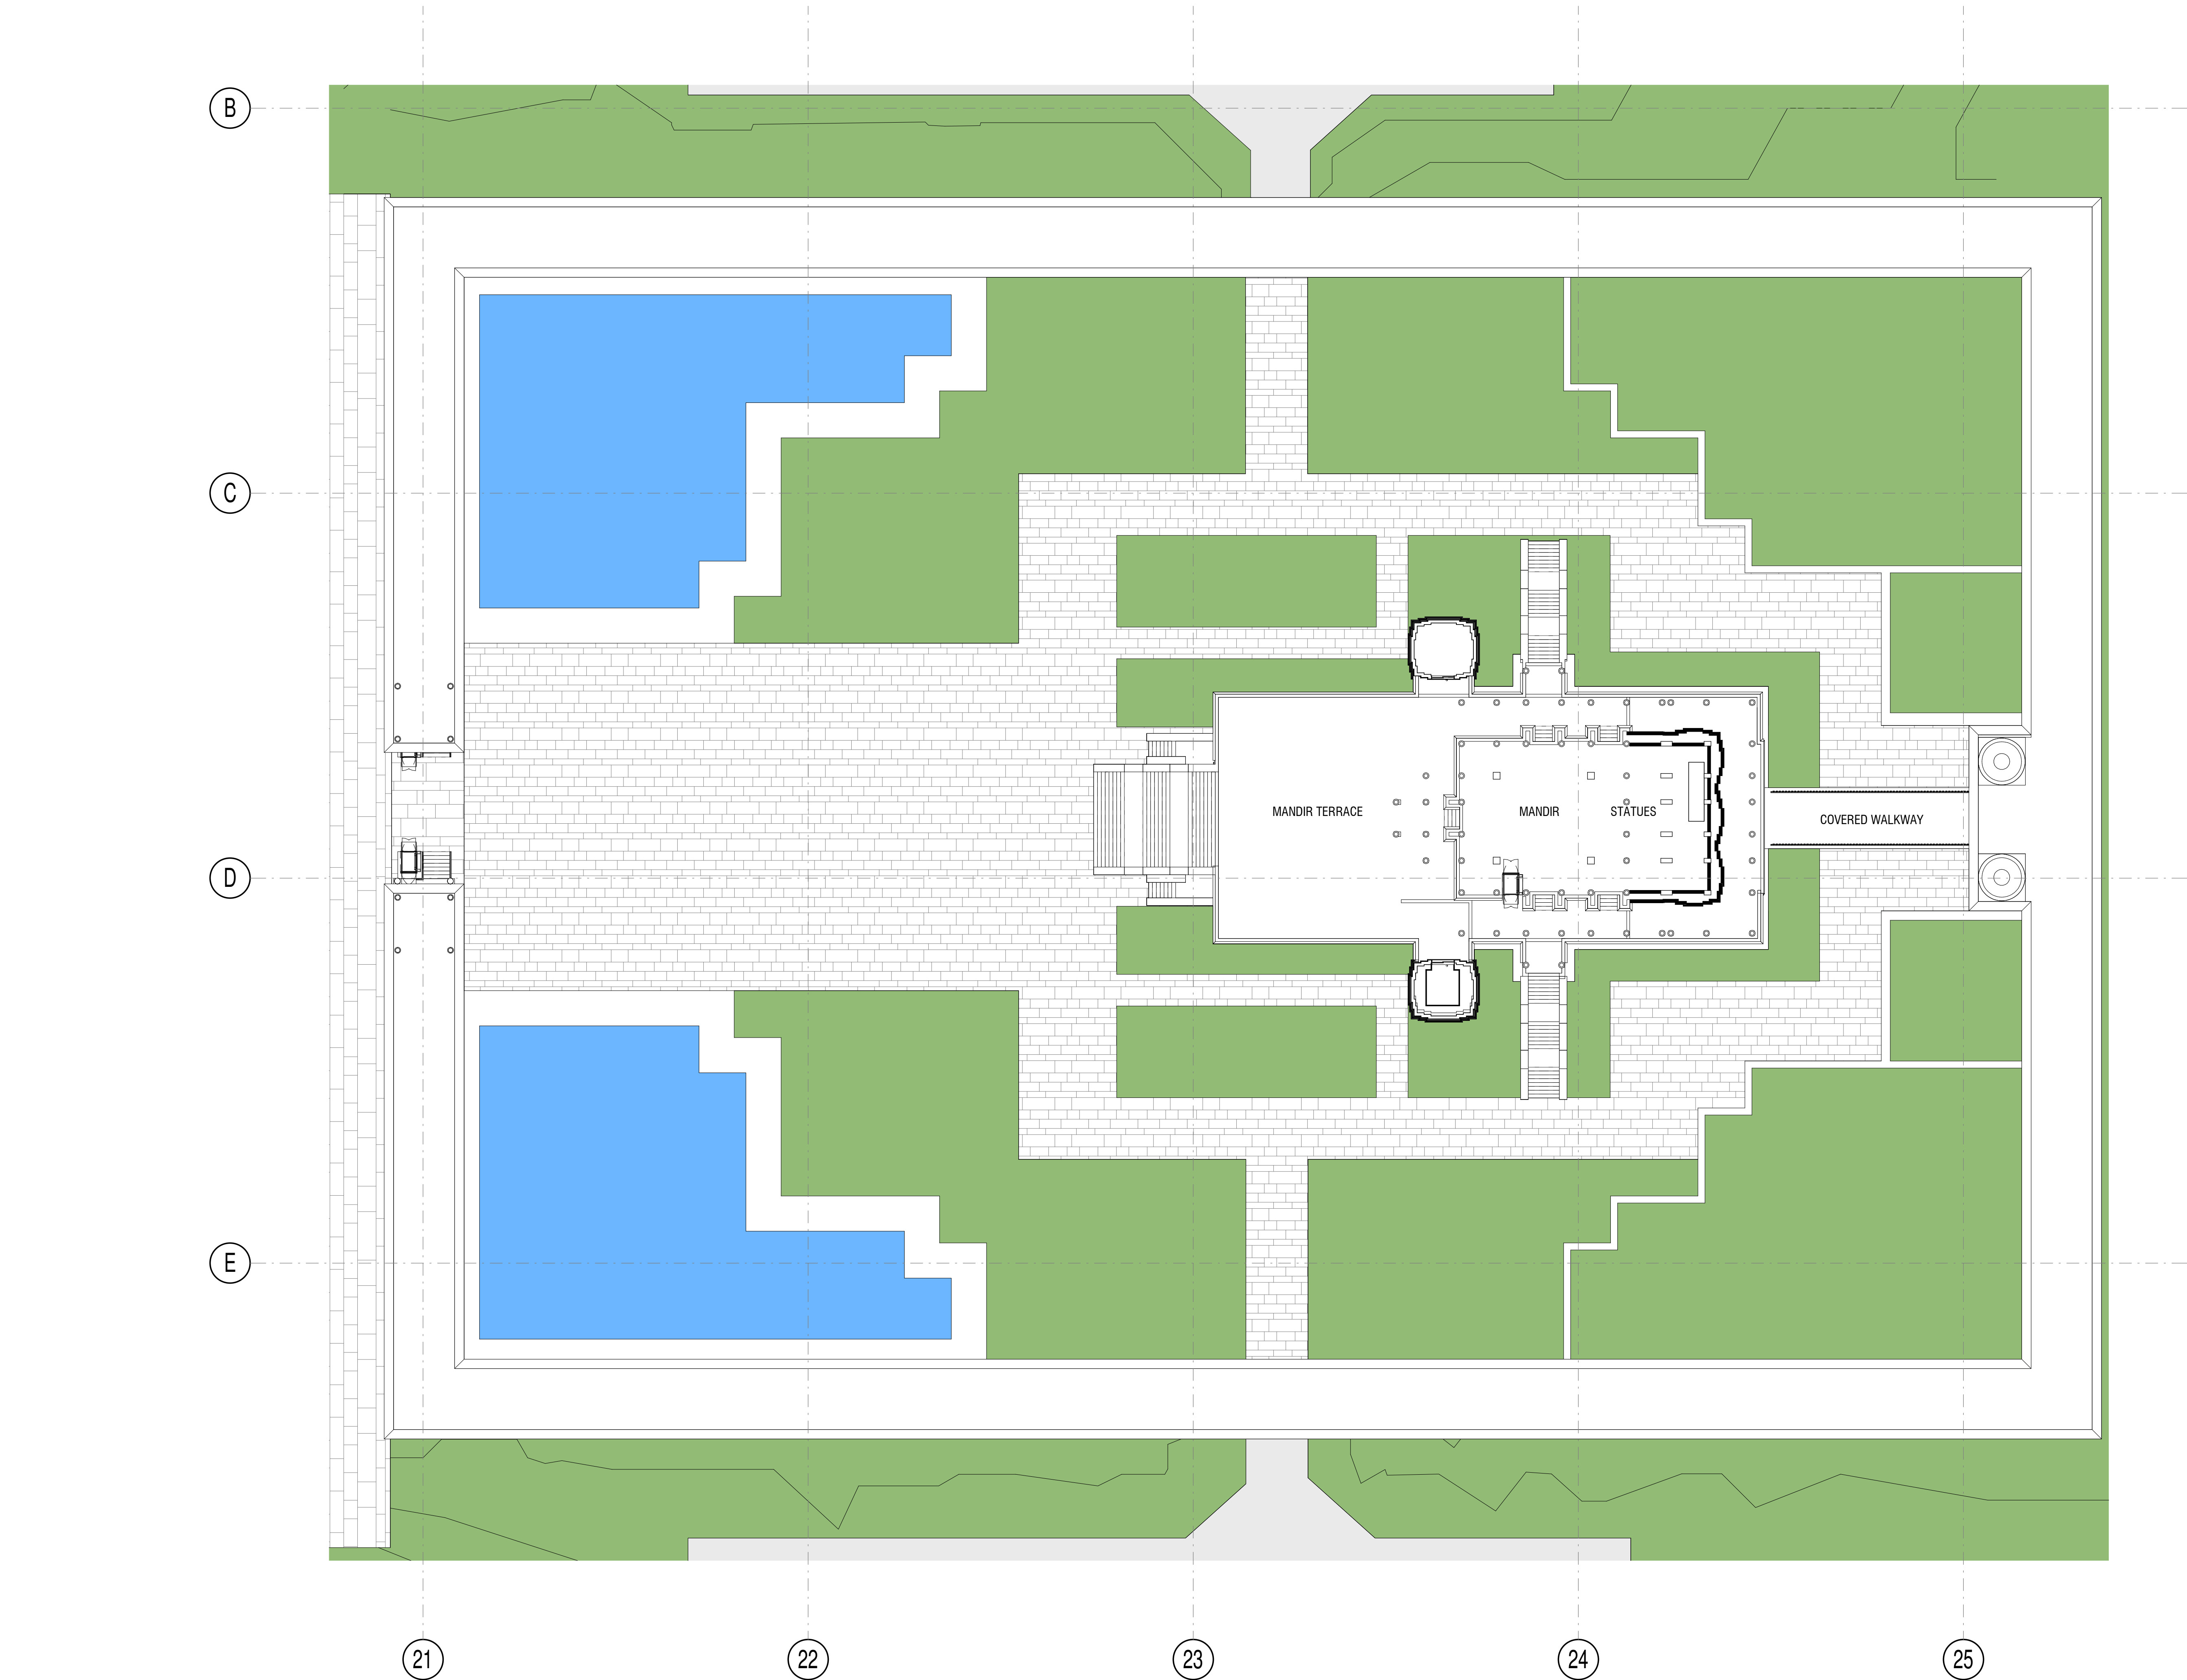 B
C
MANDIR TERRACE
MANDIR
STATUES
COVERED WALKWAY
D
E
21
22
23
24
25